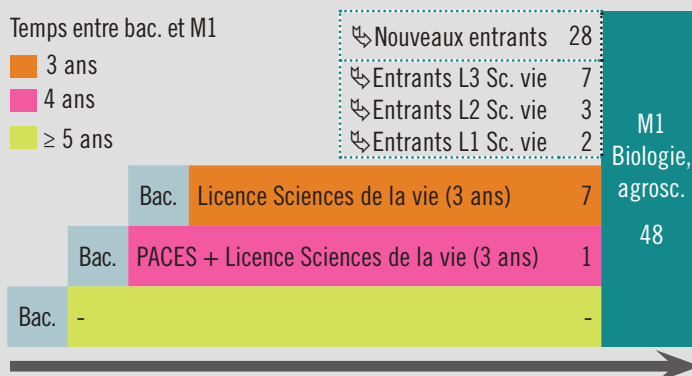 Temps entre bac. et M1
3 ans
4 ans
≥ 5 ans
Nouveaux entrants 28
Entrants L3 Sc. vie 7
Entrants L2 Sc. vie 3
Entrants L1 Sc. vie 2
Bac. Licence Sciences de la vie (3 ans) 7
Bac. PACES + Licence Sciences de la vie (3 ans) 1
Bac. - -
M1
Biologie,
agrosc.
48